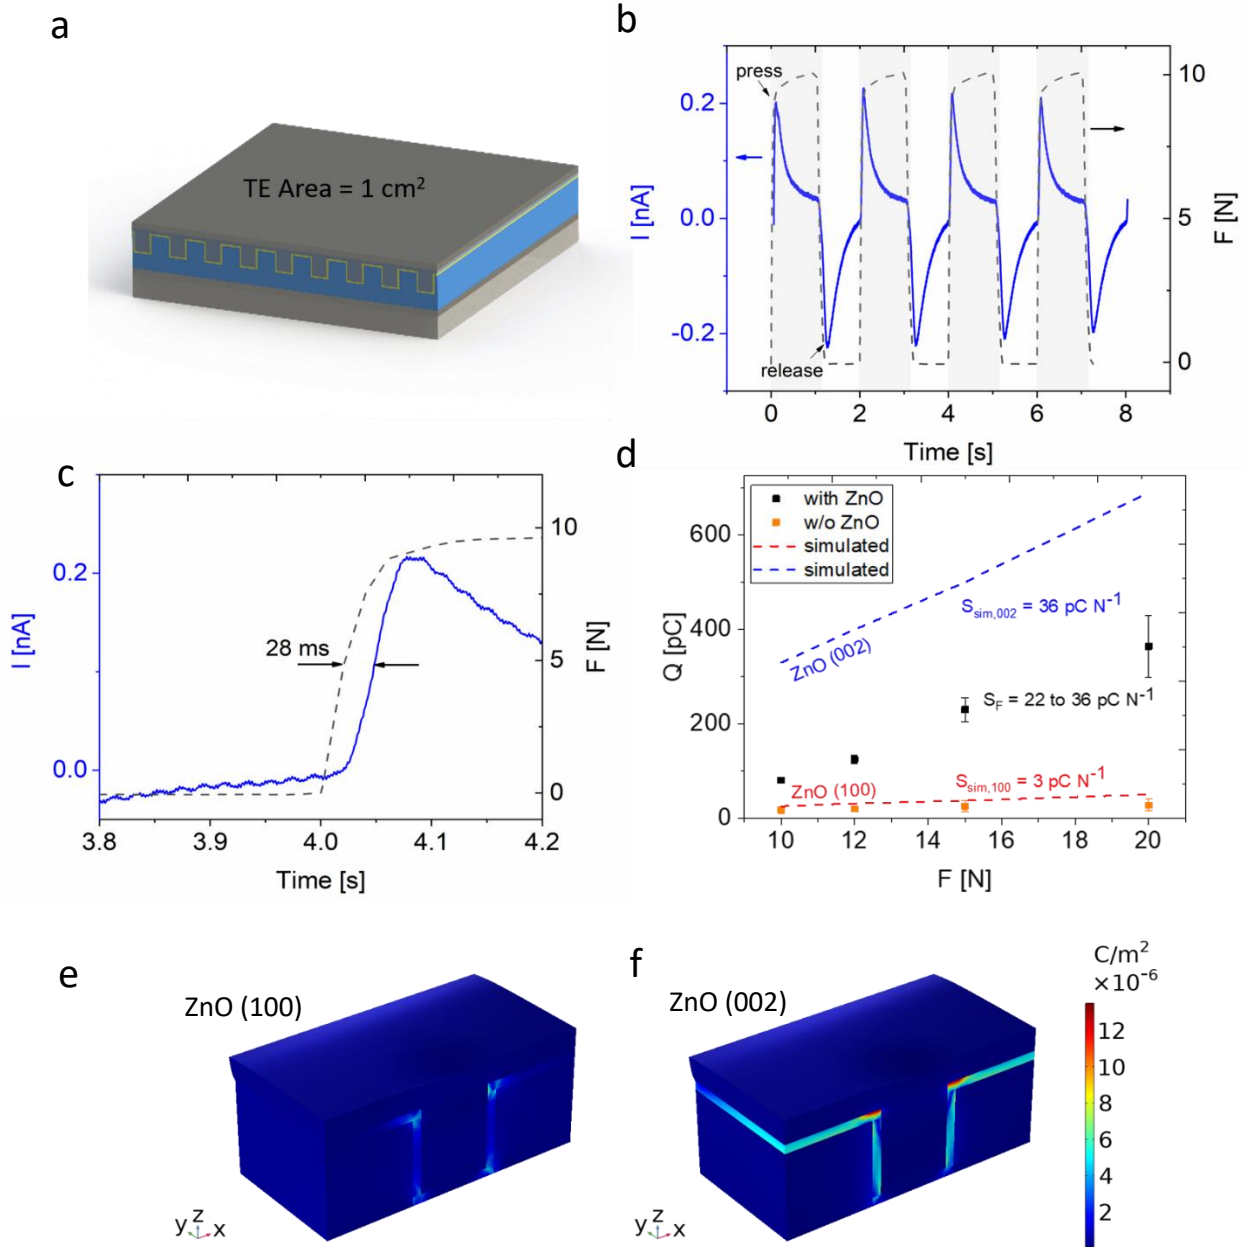 a
TE Area = 1 cm²
b
press
release
0.2
0.0
-0.2
I [nA]
10
5
0
F [N]
0 2 4 6 8
Time [s]
c
28 ms
0.2
0.0
I [nA]
10
5
0
F [N]
3.8 3.9 4.0 4.1 4.2
Time [s]
d
with ZnO
w/o ZnO
simulated
simulated
600
400
200
0
Q [pC]
ZnO (002)
S_sim,002 = 36 pC N⁻¹
S_F = 22 to 36 pC N⁻¹
ZnO (100)
S_sim,100 = 3 pC N⁻¹
10 12 14 16 18 20
F [N]
e
ZnO (100)
y z x
f
ZnO (002)
y z x
C/m²
×10⁻⁶
12
10
8
6
4
2